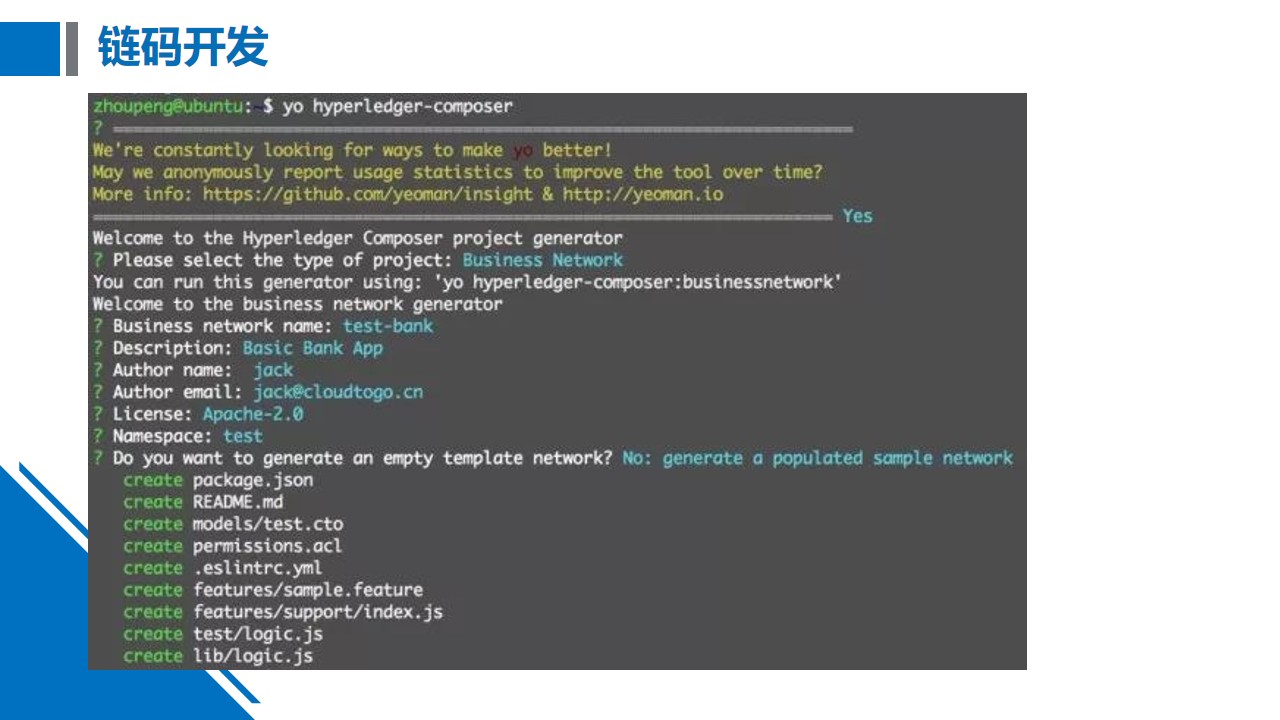 链码开发
zhoupeng@ubuntu:~$ yo hyperledger-composer
?
We're constantly looking for ways to make yo better!
May we anonymously report usage statistics to improve the tool over time?
More info: https://github.com/yeoman/insight & http://yeoman.io
Yes
Welcome to the Hyperledger Composer project generator
? Please select the type of project: Business Network
You can run this generator using: 'yo hyperledger-composer:businessnetwork'
Welcome to the business network generator
? Business network name: test-bank
? Description: Basic Bank App
? Author name:  jack
? Author email: jack@cloudtogo.cn
? License: Apache-2.0
? Namespace: test
? Do you want to generate an empty template network? No: generate a populated sample network
create package.json
create README.md
create models/test.cto
create permissions.acl
create .eslintrc.yml
create features/sample.feature
create features/support/index.js
create test/logic.js
create lib/logic.js